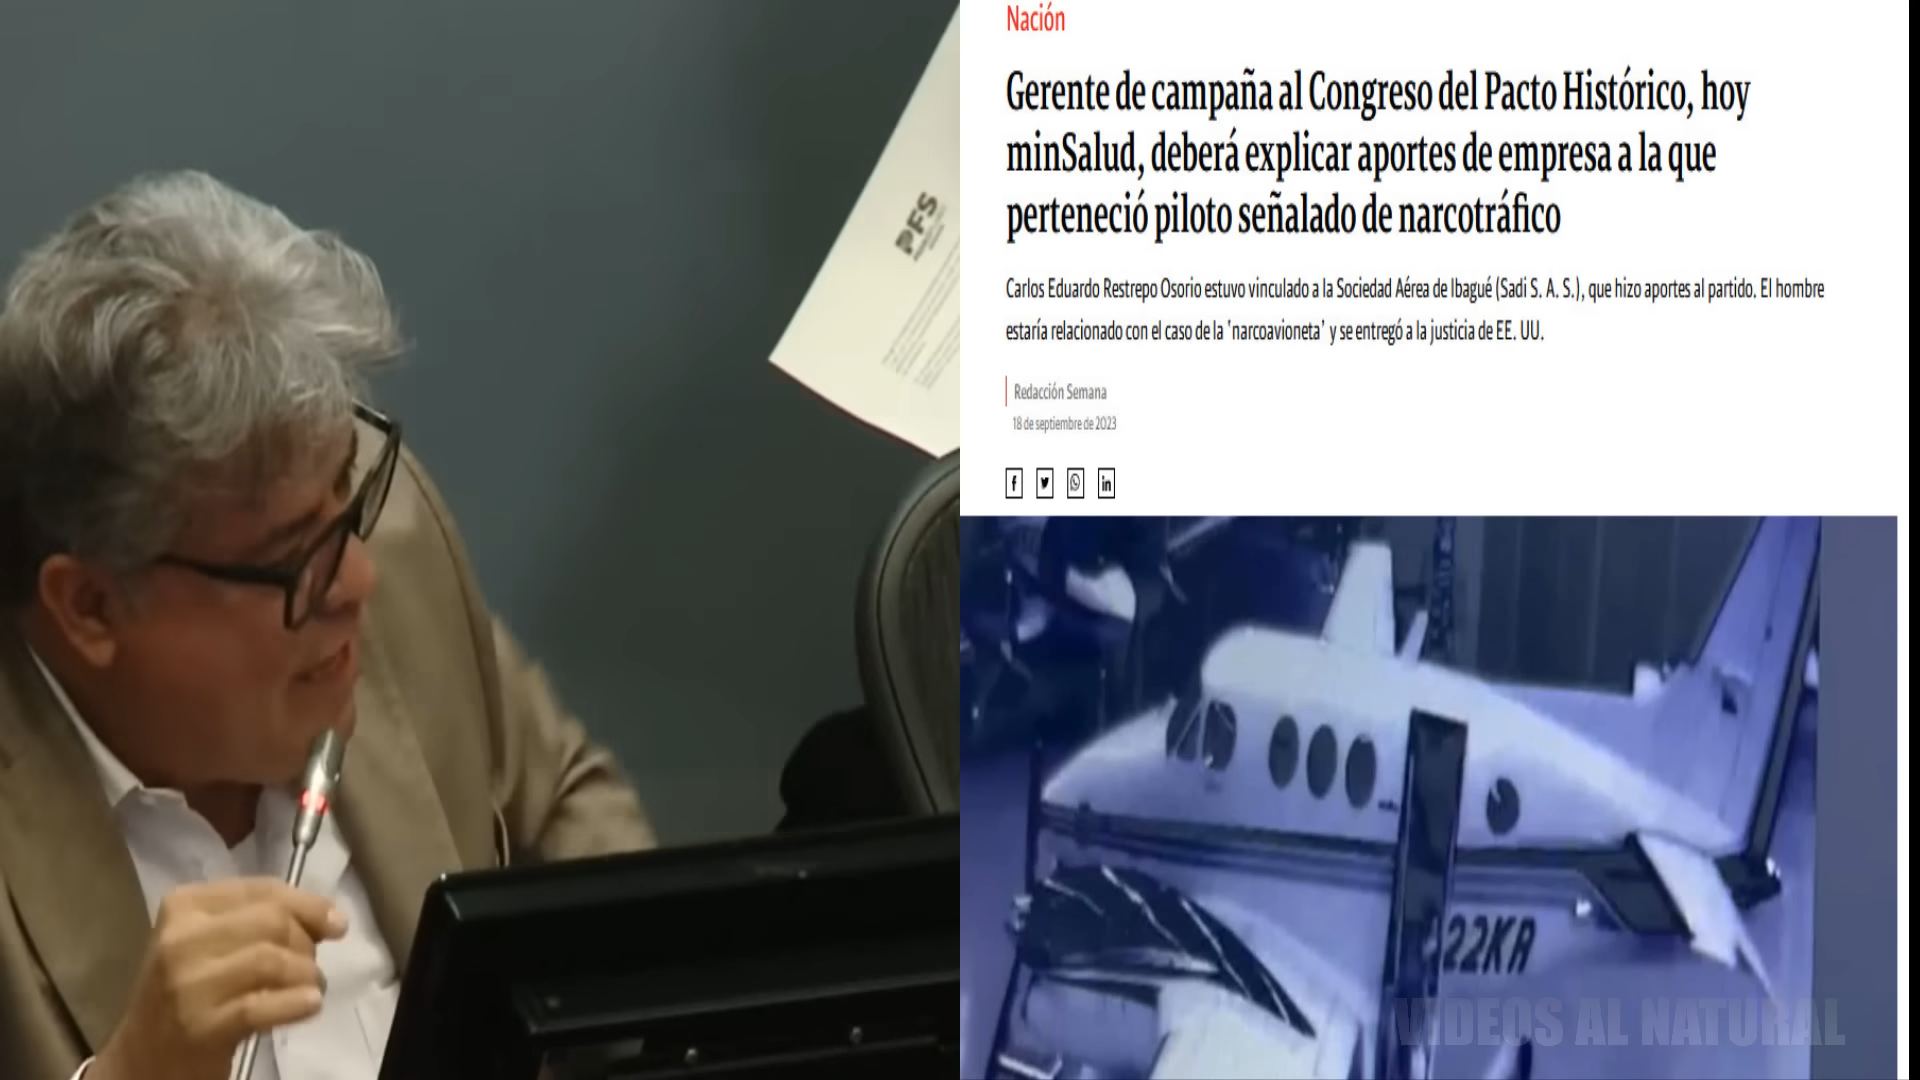 PFS
Nación
Gerente de campaña al Congreso del Pacto Histórico, hoy
minSalud, deberá explicar aportes de empresa a la que
perteneció piloto señalado de narcotráfico
Carlos Eduardo Restrepo Osorio estuvo vinculado a la Sociedad Aérea de Ibagué (Sadi S. A. S.), que hizo aportes al partido. El hombre
estaría relacionado con el caso de la ‘narcoavioneta’ y se entregó a la justicia de EE. UU.
Redacción Semana
18 de septiembre de 2023
22KR
VIDEOS AL NATURAL